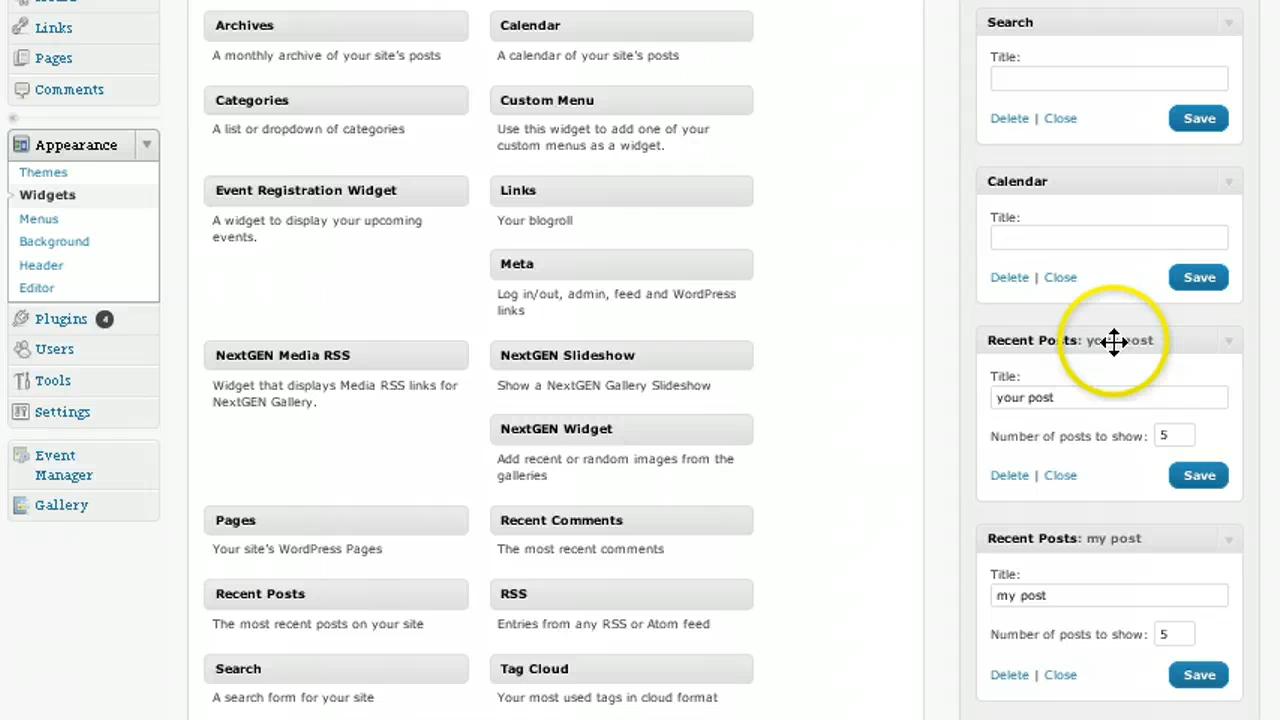 Links
Pages
Comments
Appearance
Themes
Widgets
Menus
Background
Header
Editor
Plugins 4
Users
Tools
Settings
Event
Manager
Gallery
Archives
A monthly archive of your site's posts
Calendar
A calendar of your site's posts
Categories
A list or dropdown of categories
Custom Menu
Use this widget to add one of your
custom menus as a widget.
Event Registration Widget
A widget to display your upcoming
events.
Links
Your blogroll
Meta
Log in/out, admin, feed and WordPress
links
NextGEN Media RSS
Widget that displays Media RSS links for
NextGEN Gallery.
NextGEN Slideshow
Show a NextGEN Gallery Slideshow
NextGEN Widget
Add recent or random images from the
galleries
Pages
Your site's WordPress Pages
Recent Comments
The most recent comments
Recent Posts
The most recent posts on your site
RSS
Entries from any RSS or Atom feed
Search
A search form for your site
Tag Cloud
Your most used tags in cloud format
Search
Title:
Delete | Close
Save
Calendar
Title:
Delete | Close
Save
Recent Posts: your post
Title:
your post
Number of posts to show: 5
Delete | Close
Save
Recent Posts: my post
Title:
my post
Number of posts to show: 5
Delete | Close
Save